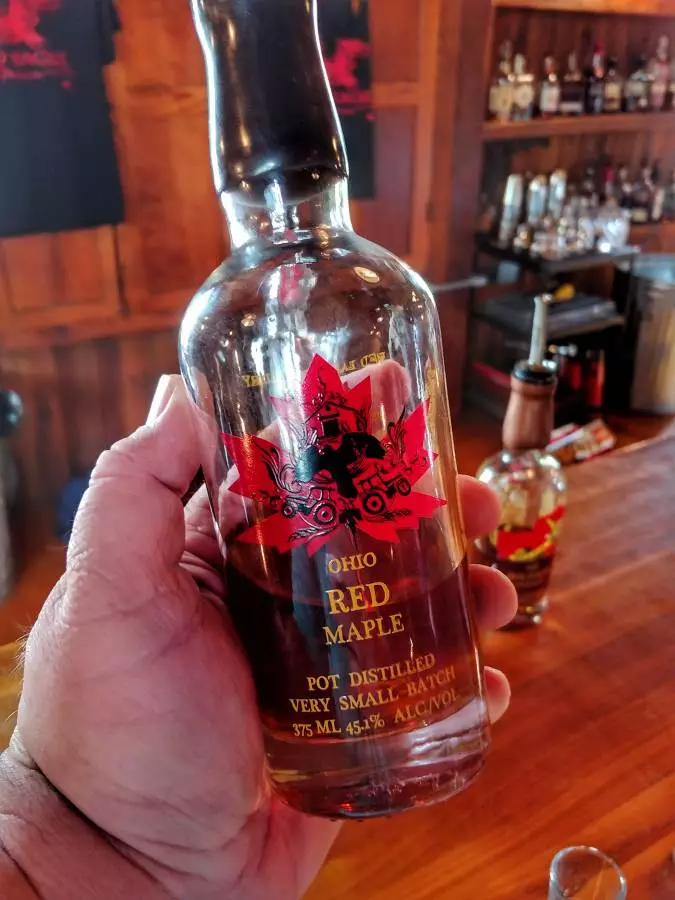 OHIO
RED
MAPLE
POT DISTILLED
VERY SMALL BATCH
375 ML 45.1% ALC/VOL